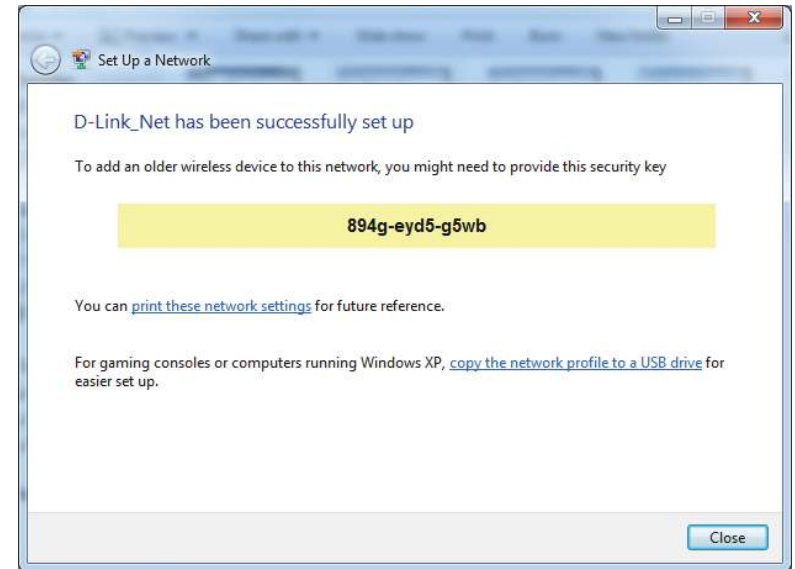 Set Up a Network
D-Link_Net has been successfully set up
To add an older wireless device to this network, you might need to provide this security key
894g-eyd5-g5wb
You can print these network settings for future reference.
For gaming consoles or computers running Windows XP, copy the network profile to a USB drive for
easier set up.
Close